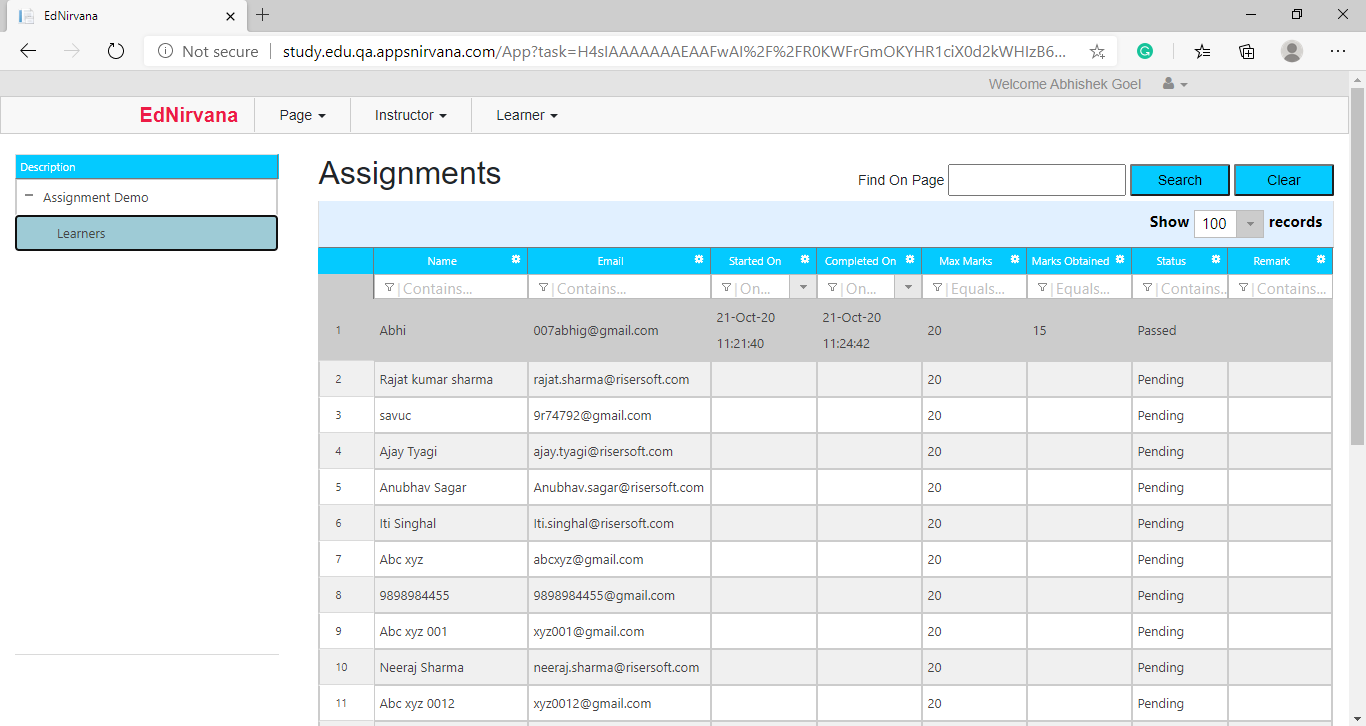 EdNirvana
Not secure study.edu.qa.appsnirvana.com/App?task=H4sIAAAAAAAEAAFwAI%2F%2FR0KWFrGmOKYHR1ciX0d2kWHIzB6...
Welcome Abhishek Goel
EdNirvana Page Instructor Learner
Description
Assignment Demo
Learners
Assignments
Find On Page Search Clear
Show 100 records
Name Email Started On Completed On Max Marks Marks Obtained Status Remark
Contains... Contains... On... On... Equals... Equals... Contains... Contains...
1 Abhi 007abhig@gmail.com 21-Oct-20 11:21:40 21-Oct-20 11:24:42 20 15 Passed
2 Rajat kumar sharma rajat.sharma@risersoft.com 20 Pending
3 savuc 9r74792@gmail.com 20 Pending
4 Ajay Tyagi ajay.tyagi@risersoft.com 20 Pending
5 Anubhav Sagar Anubhav.sagar@risersoft.com 20 Pending
6 Iti Singhal Iti.singhal@risersoft.com 20 Pending
7 Abc xyz abcxyz@gmail.com 20 Pending
8 9898984455 9898984455@gmail.com 20 Pending
9 Abc xyz 001 xyz001@gmail.com 20 Pending
10 Neeraj Sharma neeraj.sharma@risersoft.com 20 Pending
11 Abc xyz 0012 xyz0012@gmail.com 20 Pending